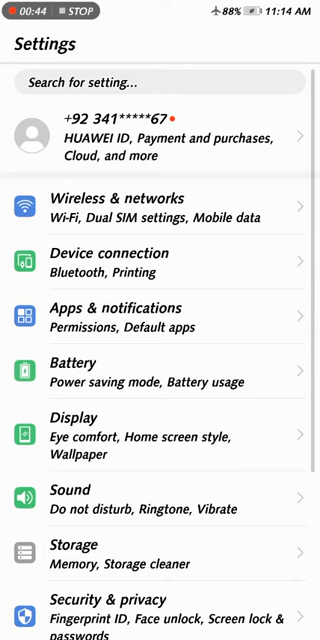 00:44 STOP 88% 11:14 AM
Settings
Search for setting...
+92 341*****67
HUAWEI ID, Payment and purchases,
Cloud, and more
Wireless & networks
Wi-Fi, Dual SIM settings, Mobile data
Device connection
Bluetooth, Printing
Apps & notifications
Permissions, Default apps
Battery
Power saving mode, Battery usage
Display
Eye comfort, Home screen style,
Wallpaper
Sound
Do not disturb, Ringtone, Vibrate
Storage
Memory, Storage cleaner
Security & privacy
Fingerprint ID, Face unlock, Screen lock &
passwords